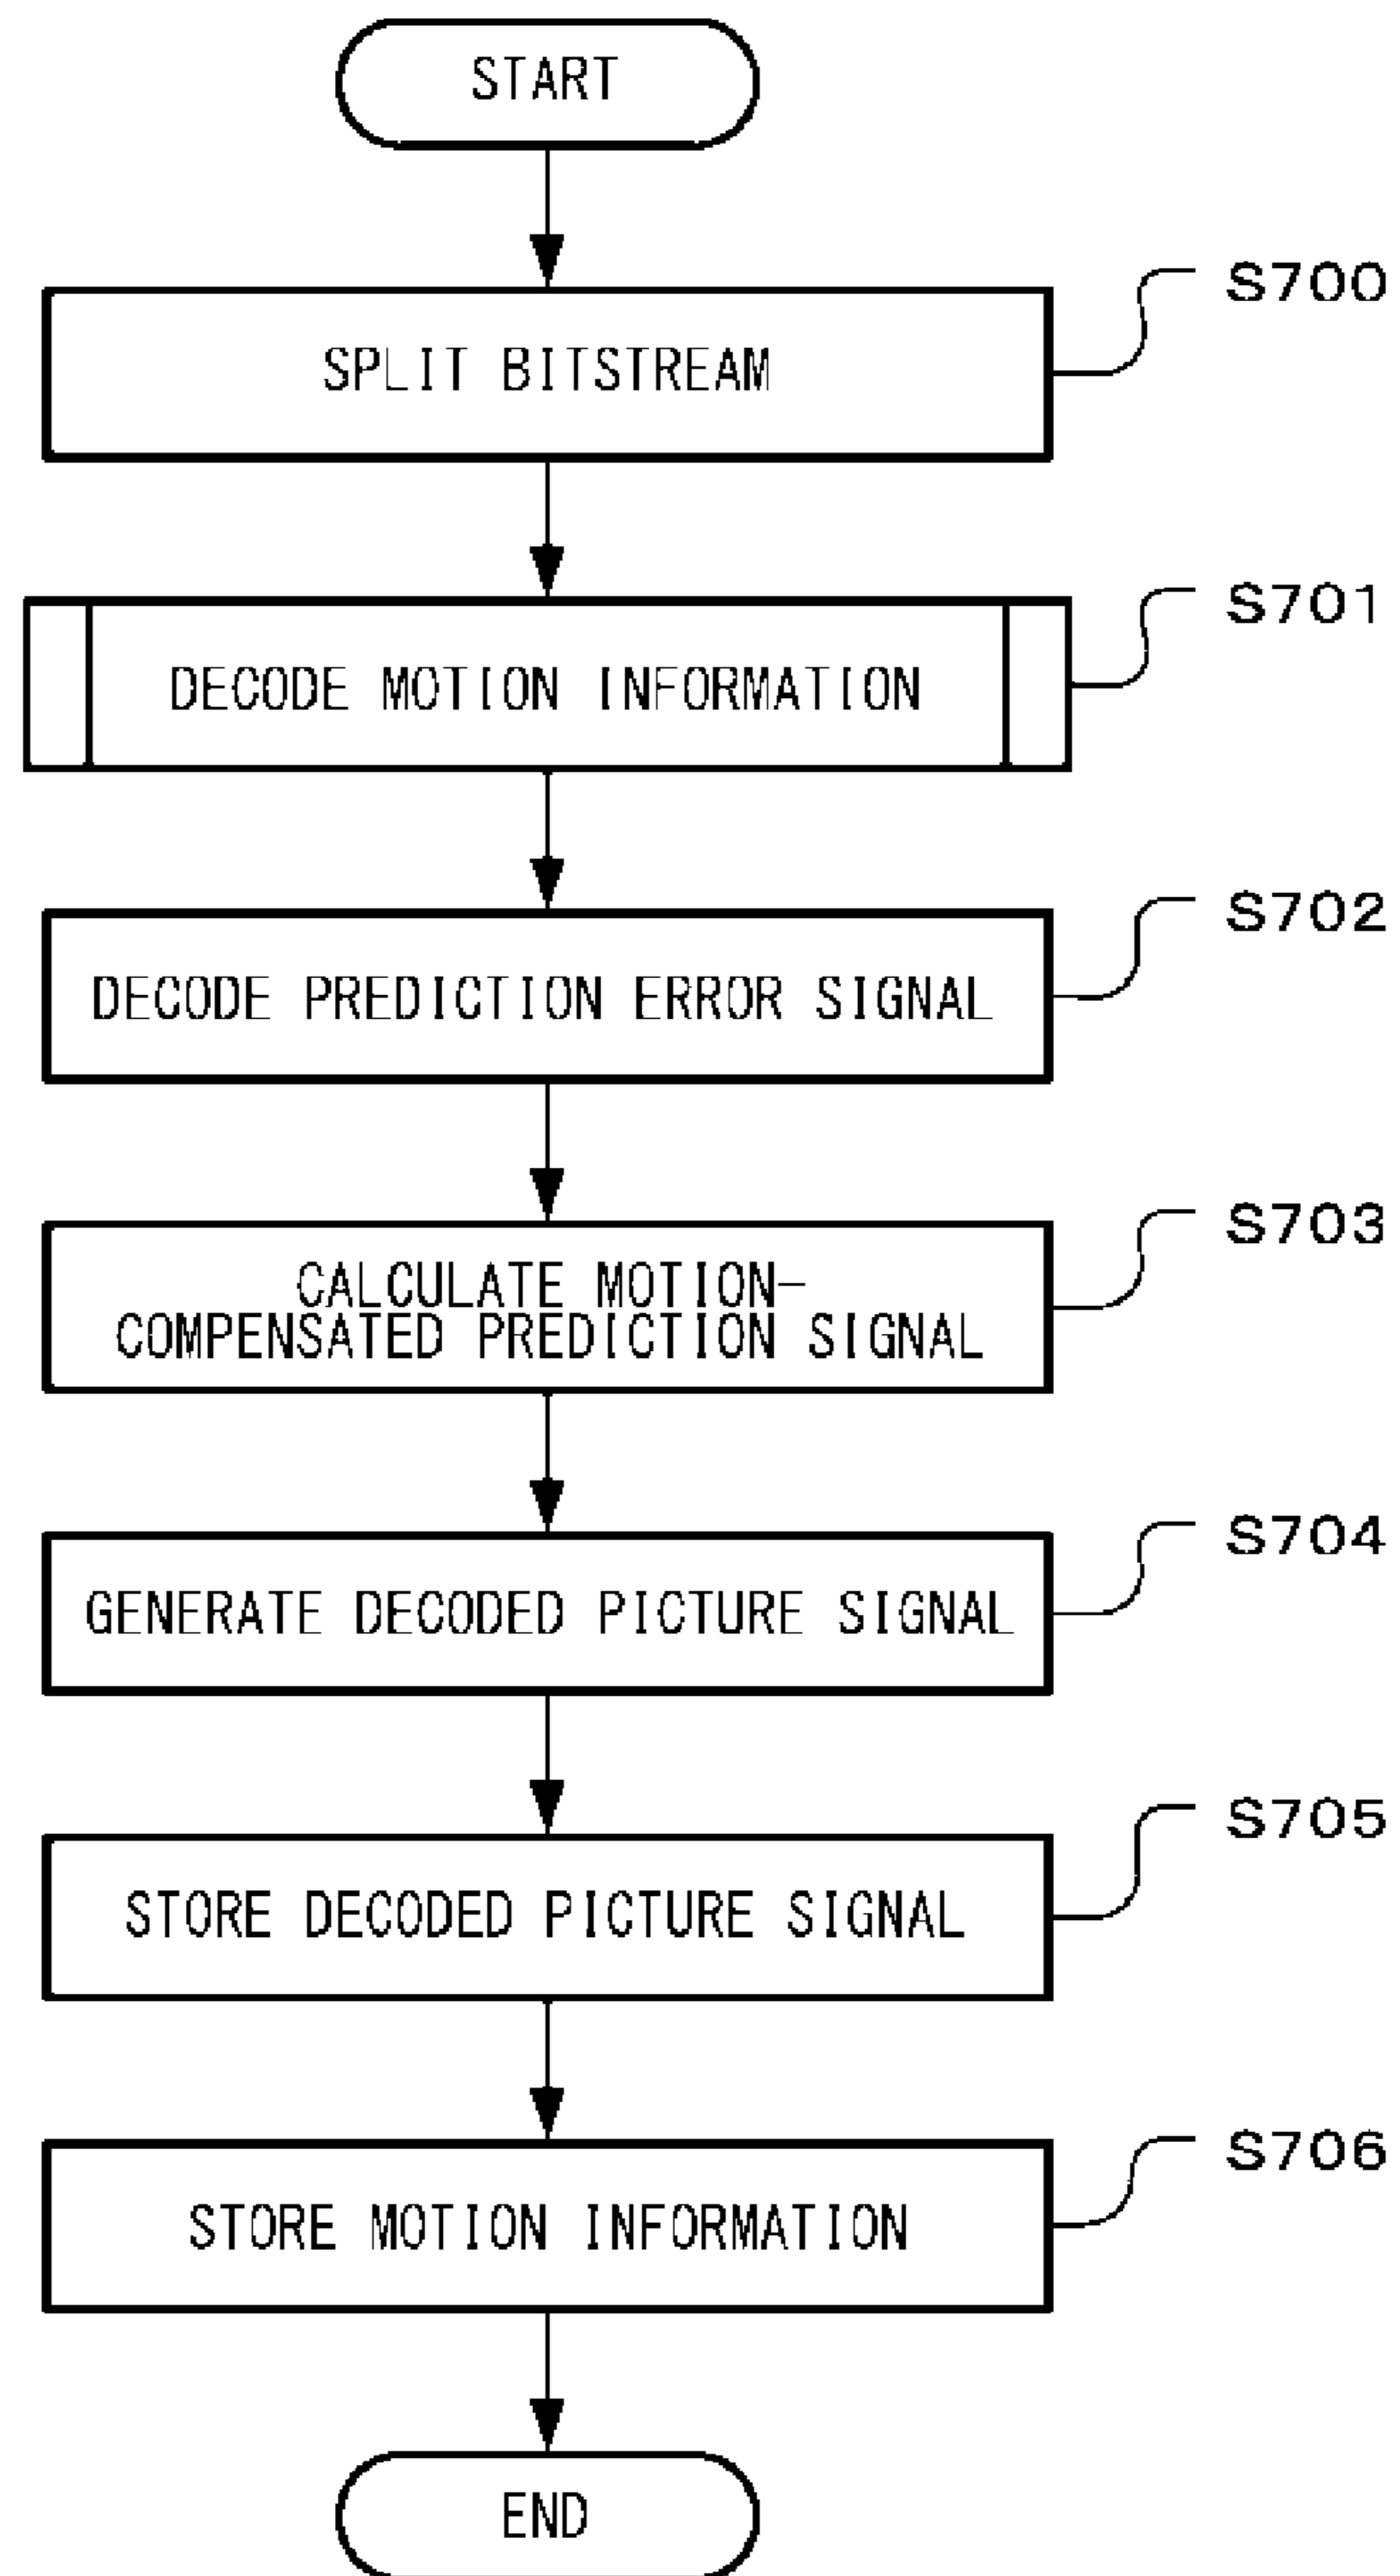 START
SPLIT BITSTREAM
S700
DECODE MOTION INFORMATION
S701
DECODE PREDICTION ERROR SIGNAL
S702
CALCULATE MOTION-
COMPENSATED PREDICTION SIGNAL
S703
GENERATE DECODED PICTURE SIGNAL
S704
STORE DECODED PICTURE SIGNAL
S705
STORE MOTION INFORMATION
S706
END